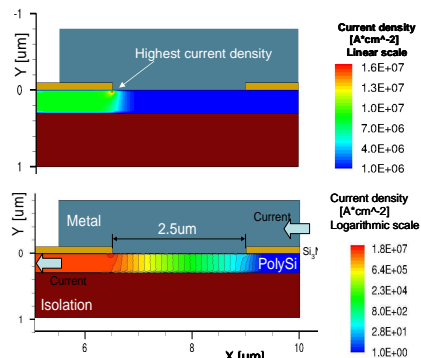 -1
Y [um]
0
1
Highest current density
Current density
[A*cm^-2]
Linear scale
1.6E+07
1.3E+07
1.0E+07
7.0E+06
4.0E+06
1.0E+06
Y [um]
0
1
Metal
Current
2.5um
Si3N
PolySi
Current
Isolation
6
8
10
X [um]
Current density
[A*cm^-2]
Logarithmic scale
1.8E+07
6.4E+05
2.3E+04
8.0E+02
2.8E+01
1.0E+00